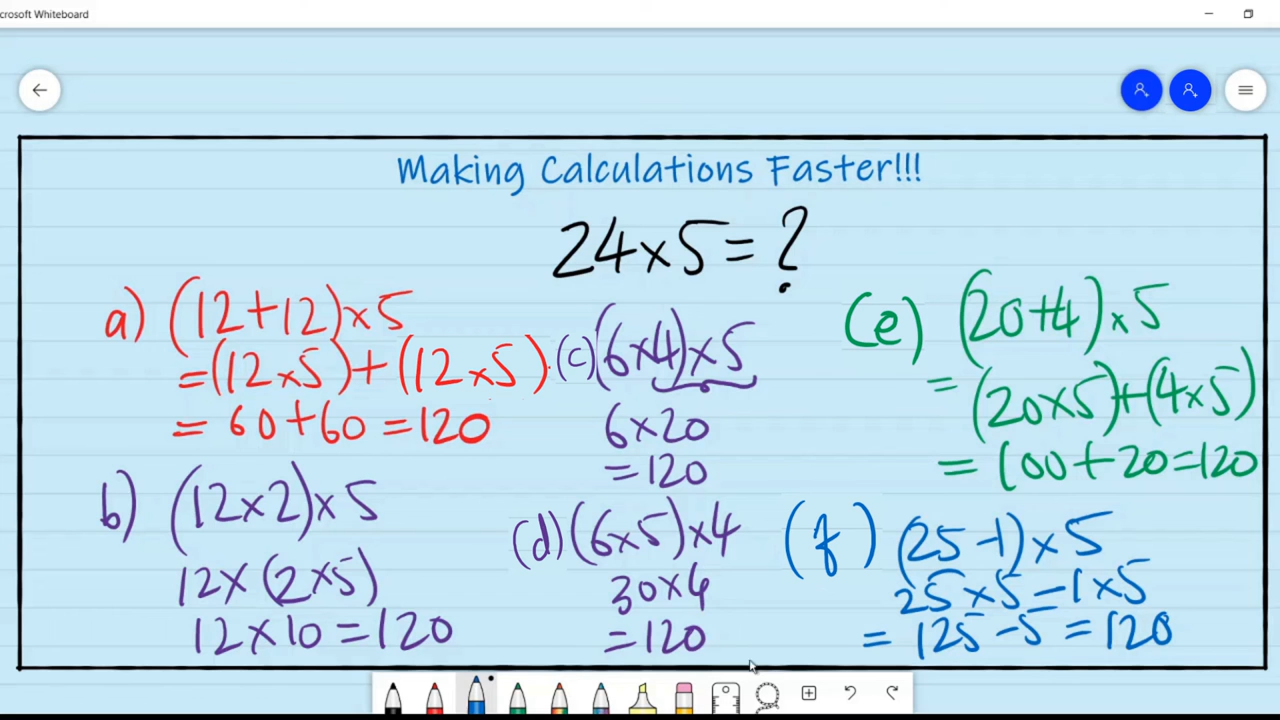 crosoft Whiteboard
Making Calculations Faster!!!
24×5=?
a) (12+12)×5
=(12×5)+(12×5)
= 60+60=120
b) (12×2)×5
12×(2×5)
12×10=120
(c)(6×4)×5
6×20
=120
(d)(6×5)×4
30×4
=120
(e) (20+4)×5
= (20×5)+(4×5)
= 100+20=120
(f) (25-1)×5
25×5-1×5
= 125-5=120